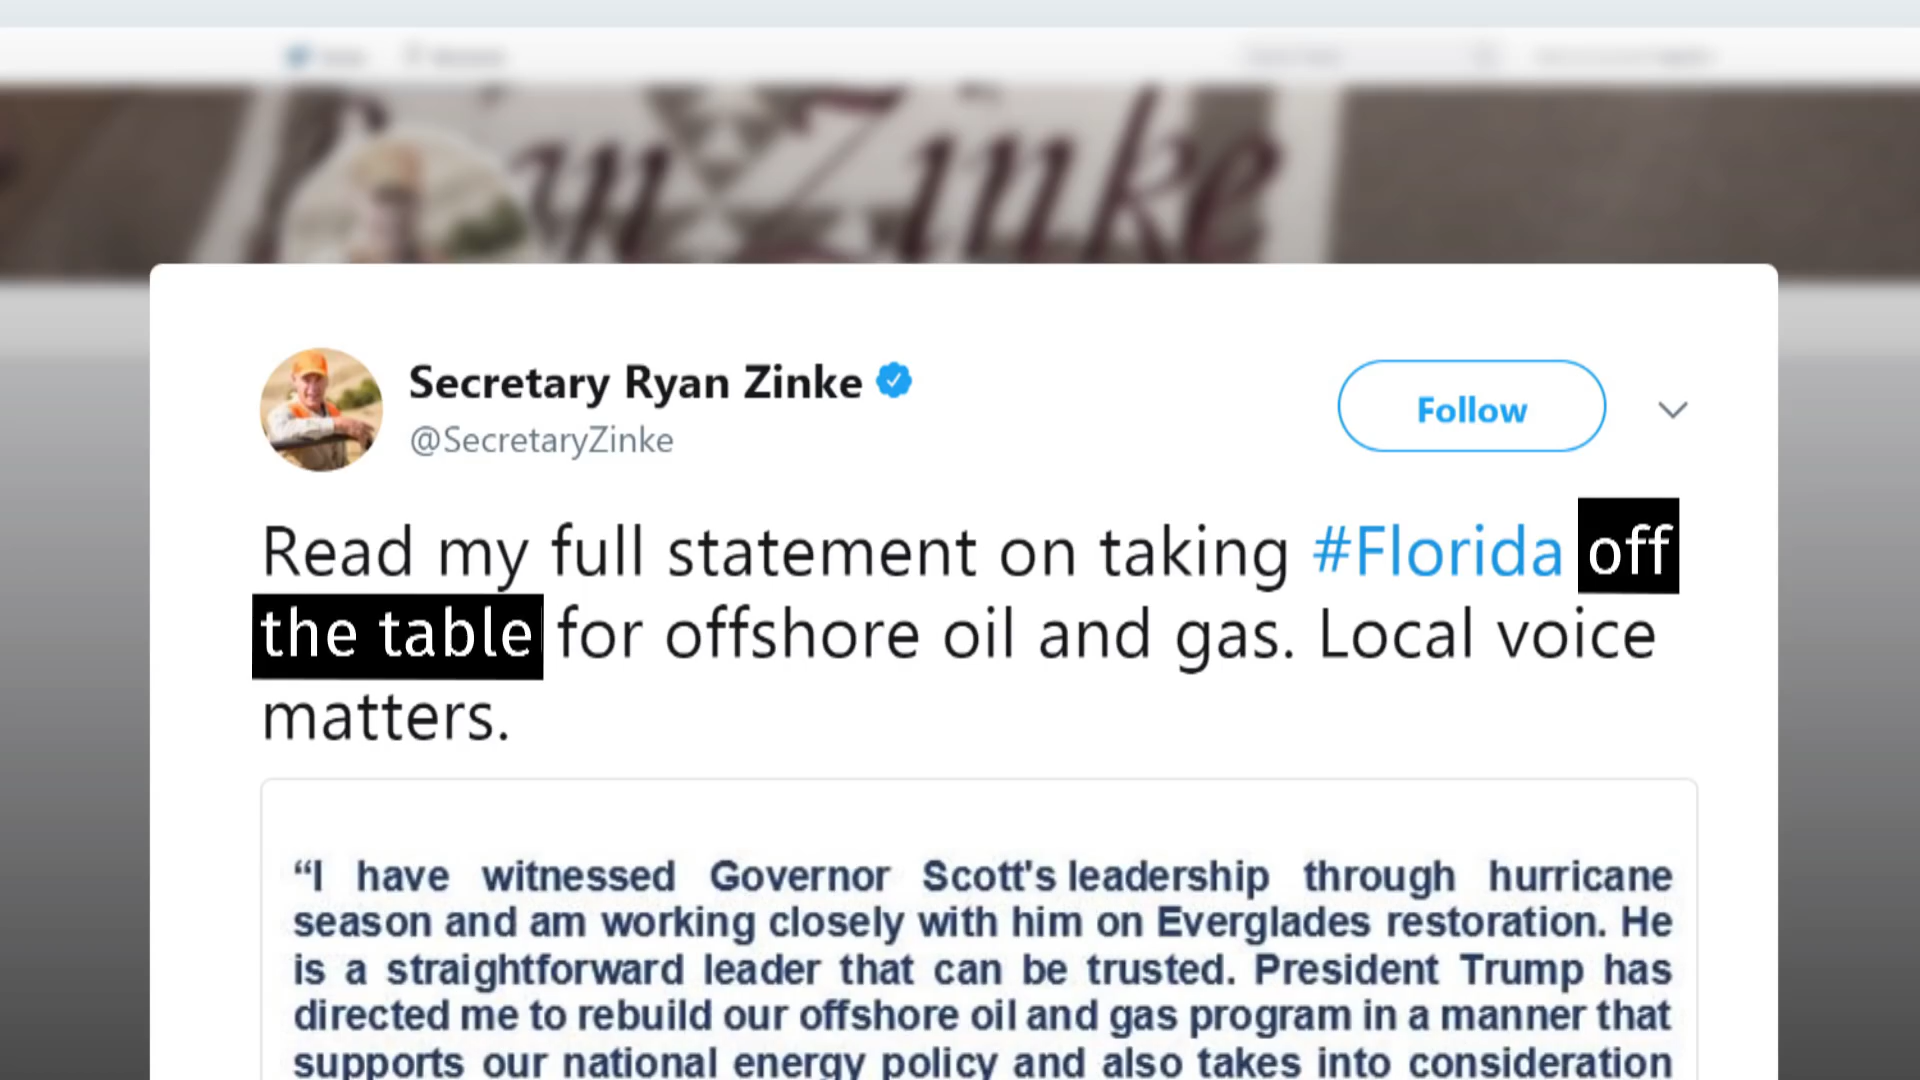 Ryan Zinke
Secretary Ryan Zinke
@SecretaryZinke
Follow
Read my full statement on taking #Florida off
the table for offshore oil and gas. Local voice
matters.
“I have witnessed Governor Scott's leadership through hurricane
season and am working closely with him on Everglades restoration. He
is a straightforward leader that can be trusted. President Trump has
directed me to rebuild our offshore oil and gas program in a manner that
supports our national energy policy and also takes into consideration